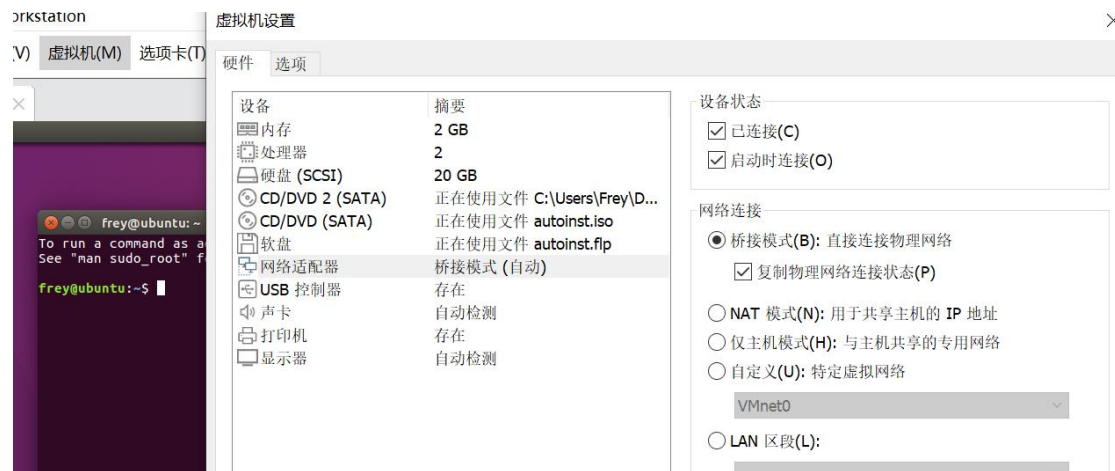 orkstation
虚拟机设置
(V) 虚拟机(M) 选项卡(T)
硬件 选项
设备 摘要
内存 2 GB
处理器 2
硬盘 (SCSI) 20 GB
CD/DVD 2 (SATA) 正在使用文件 C:\Users\Frey\D...
CD/DVD (SATA) 正在使用文件 autoinst.iso
软盘 正在使用文件 autoinst.flp
网络适配器 桥接模式 (自动)
USB 控制器 存在
声卡 自动检测
打印机 存在
显示器 自动检测
设备状态
已连接(C)
启动时连接(O)
网络连接
桥接模式(B): 直接连接物理网络
复制物理网络连接状态(P)
NAT 模式(N): 用于共享主机的 IP 地址
仅主机模式(H): 与主机共享的专用网络
自定义(U): 特定虚拟网络
VMnet0
LAN 区段(L):
frey@ubuntu: ~
To run a command as a
See "man sudo_root" f
frey@ubuntu:~$